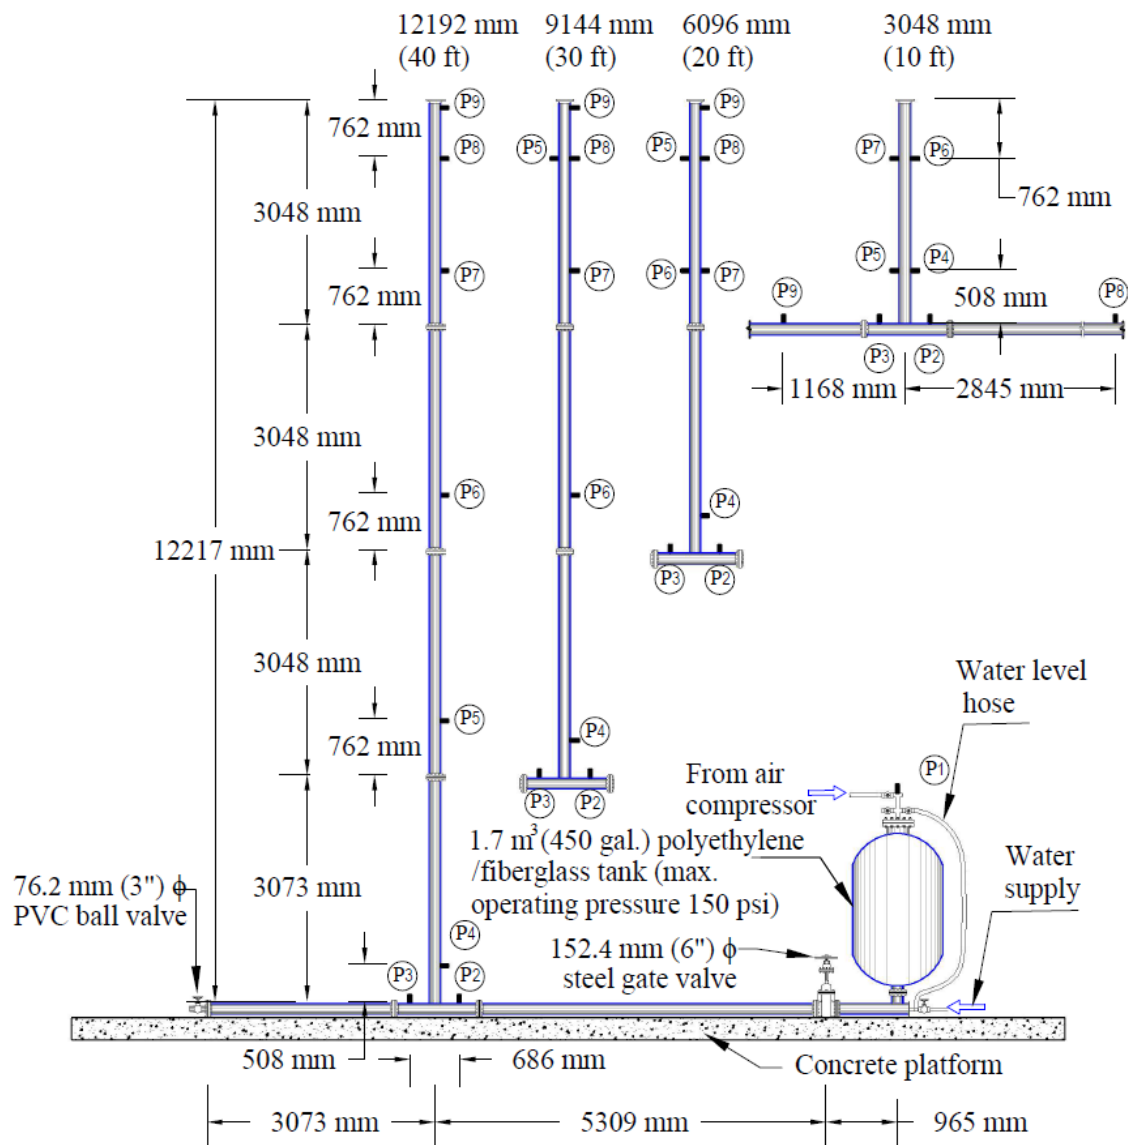 12192 mm 9144 mm 6096 mm 3048 mm
(40 ft) (30 ft) (20 ft) (10 ft)
P9 P9 P9
762 mm
P8 P5 P8 P5 P8 P7 P6
762 mm
3048 mm
P7 P7 P6 P7 P5 P4
762 mm
P9 508 mm P8
P3 P2
1168 mm 2845 mm
3048 mm
P6 P6 P4
762 mm
12217 mm
P3 P2
3048 mm
P5 P4
762 mm
P3 P2
Water level
hose
P1
From air
compressor
1.7 m³ (450 gal.) polyethylene
/fiberglass tank (max.
operating pressure 150 psi)
Water
supply
76.2 mm (3") ϕ
PVC ball valve
3073 mm
152.4 mm (6") ϕ
steel gate valve
P4
P3 P2
508 mm 686 mm
Concrete platform
3073 mm 5309 mm 965 mm